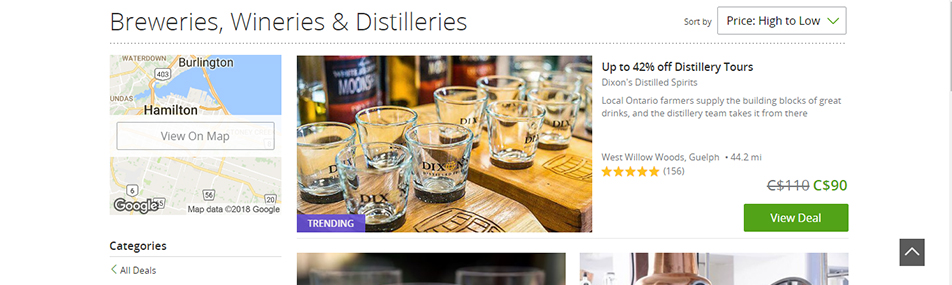 Breweries, Wineries & Distilleries
Sort by
Price: High to Low
WATERDOWN
Burlington
403
UNDAS
Hamilton
View On Map
6
56
20
Google
Map data ©2018 Google
Categories
All Deals
MOONSH
DIXON
DIX
TRENDING
Up to 42% off Distillery Tours
Dixon's Distilled Spirits
Local Ontario farmers supply the building blocks of great
drinks, and the distillery team takes it from there
West Willow Woods, Guelph • 44.2 mi
(156)
C$110 C$90
View Deal